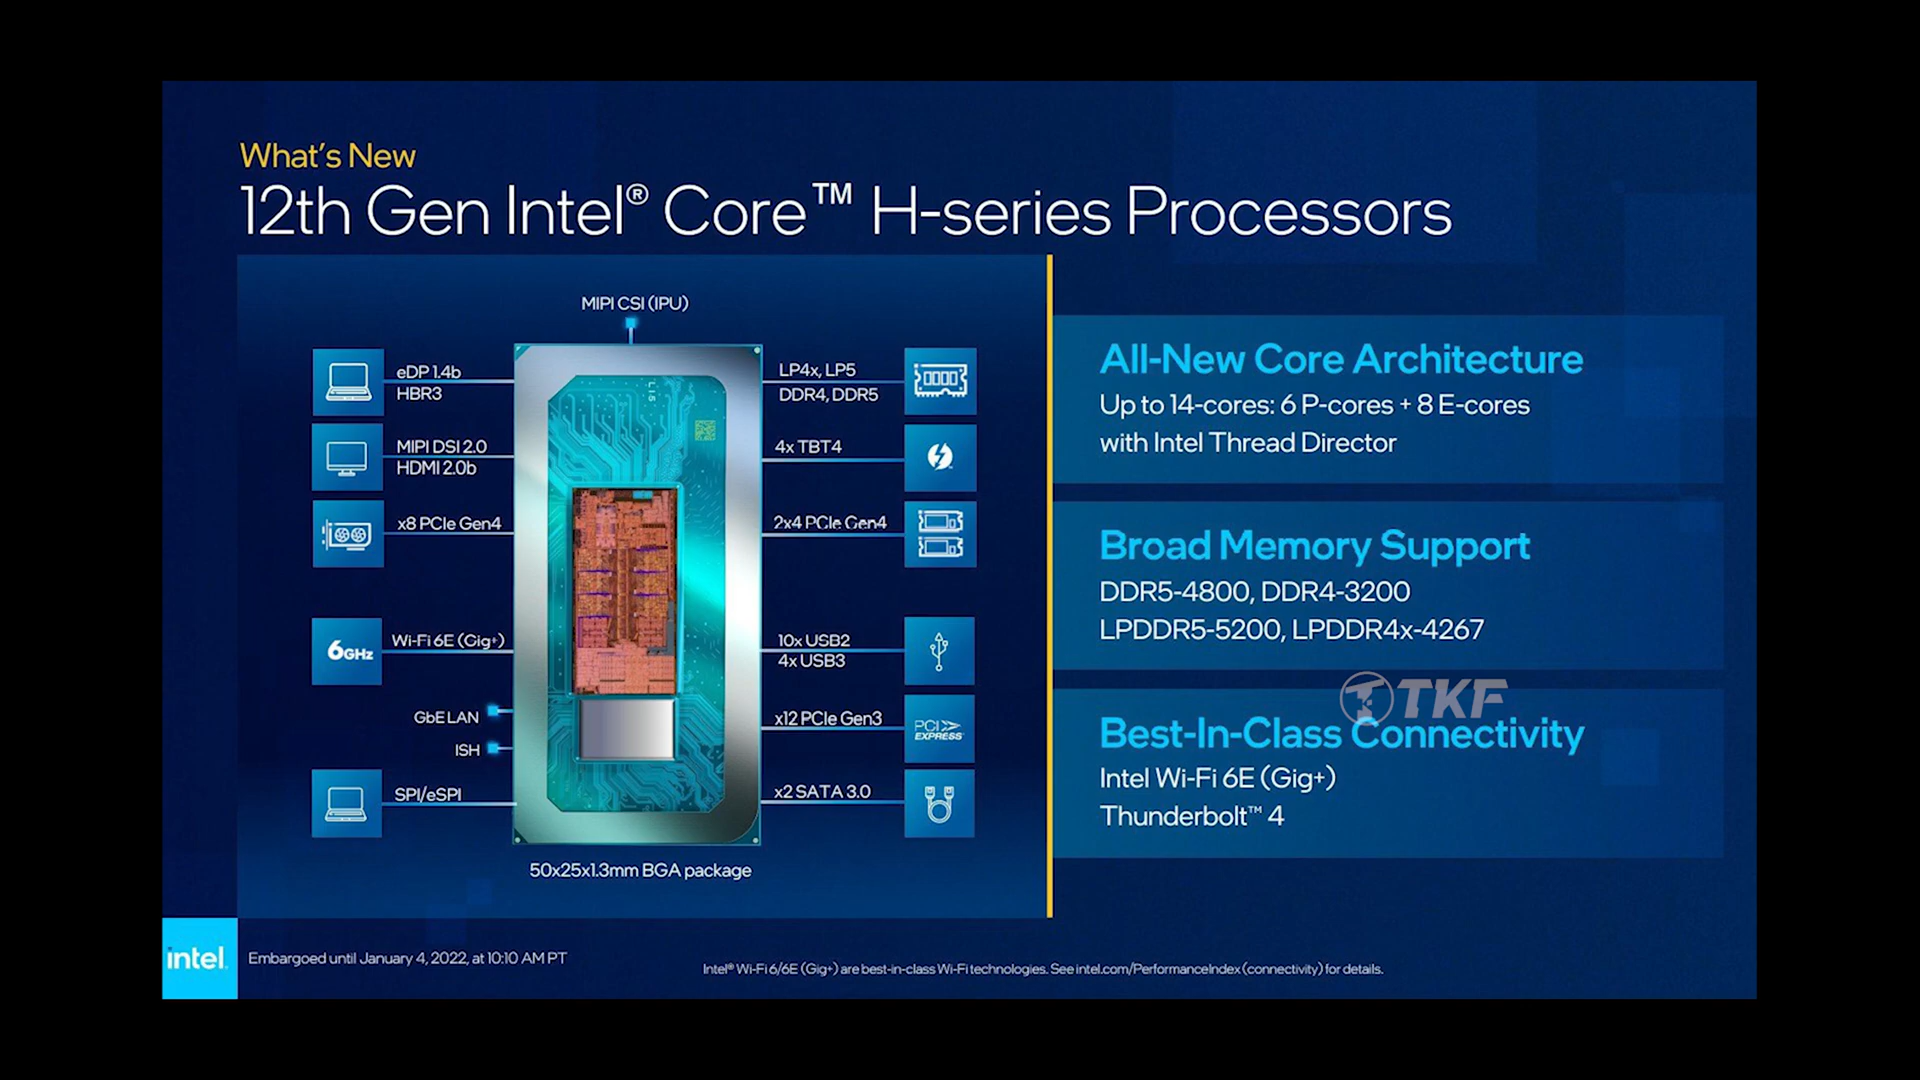 What's New
12th Gen Intel® Core™ H-series Processors
MIPI CSI (IPU)
eDP 1.4b
HBR3
MIPI DSI 2.0
HDMI 2.0b
x8 PCIe Gen4
6GHz
Wi-Fi 6E (Gig+)
GbE LAN
ISH
SPI/eSPI
LP4x, LP5
DDR4, DDR5
4x TBT4
2x4 PCIe Gen4
10x USB2
4x USB3
x12 PCIe Gen3
PCI
EXPRESS
x2 SATA 3.0
50x25x1.3mm BGA package
All-New Core Architecture
Up to 14-cores: 6 P-cores + 8 E-cores
with Intel Thread Director
Broad Memory Support
DDR5-4800, DDR4-3200
LPDDR5-5200, LPDDR4x-4267
TKF
Best-In-Class Connectivity
Intel Wi-Fi 6E (Gig+)
Thunderbolt™ 4
intel.
Embargoed until January 4, 2022, at 10:10 AM PT
Intel® Wi-Fi 6/6E (Gig+) are best-in-class Wi-Fi technologies. See intel.com/PerformanceIndex (connectivity) for details.